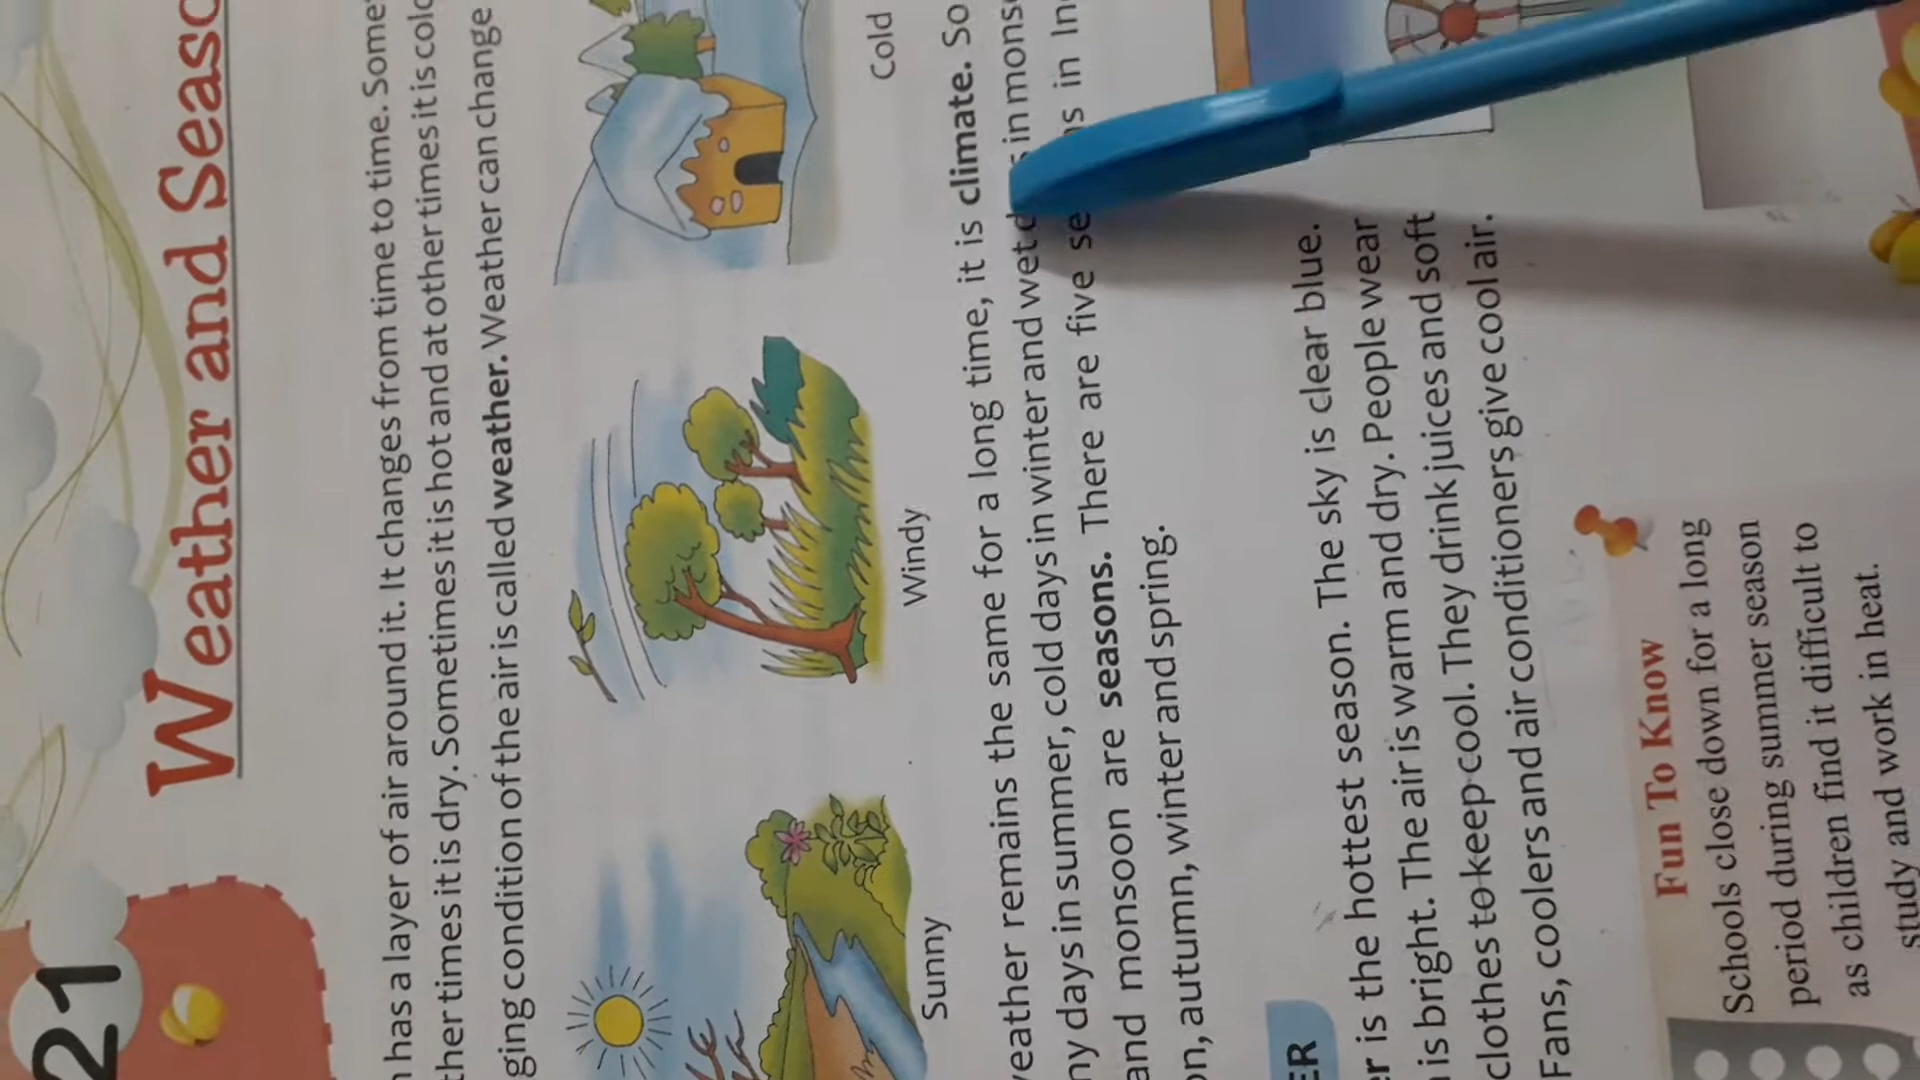 21
Weather and Seaso
has a layer of air around it. It changes from time to time. Some
ther times it is dry. Sometimes it is hot and at other times it is cold
ging condition of the air is called weather. Weather can change
Sunny Windy Cold
eather remains the same for a long time, it is climate. So
ny days in summer, cold days in winter and wet d in monso
and monsoon are seasons. There are five se ns in In
on, autumn, winter and spring.
ER
er is the hottest season. The sky is clear blue.
is bright. The air is warm and dry. People wear
clothes to keep cool. They drink juices and soft
Fans, coolers and air conditioners give cool air.
Fun To Know
Schools close down for a long
period during summer season
as children find it difficult to
study and work in heat.